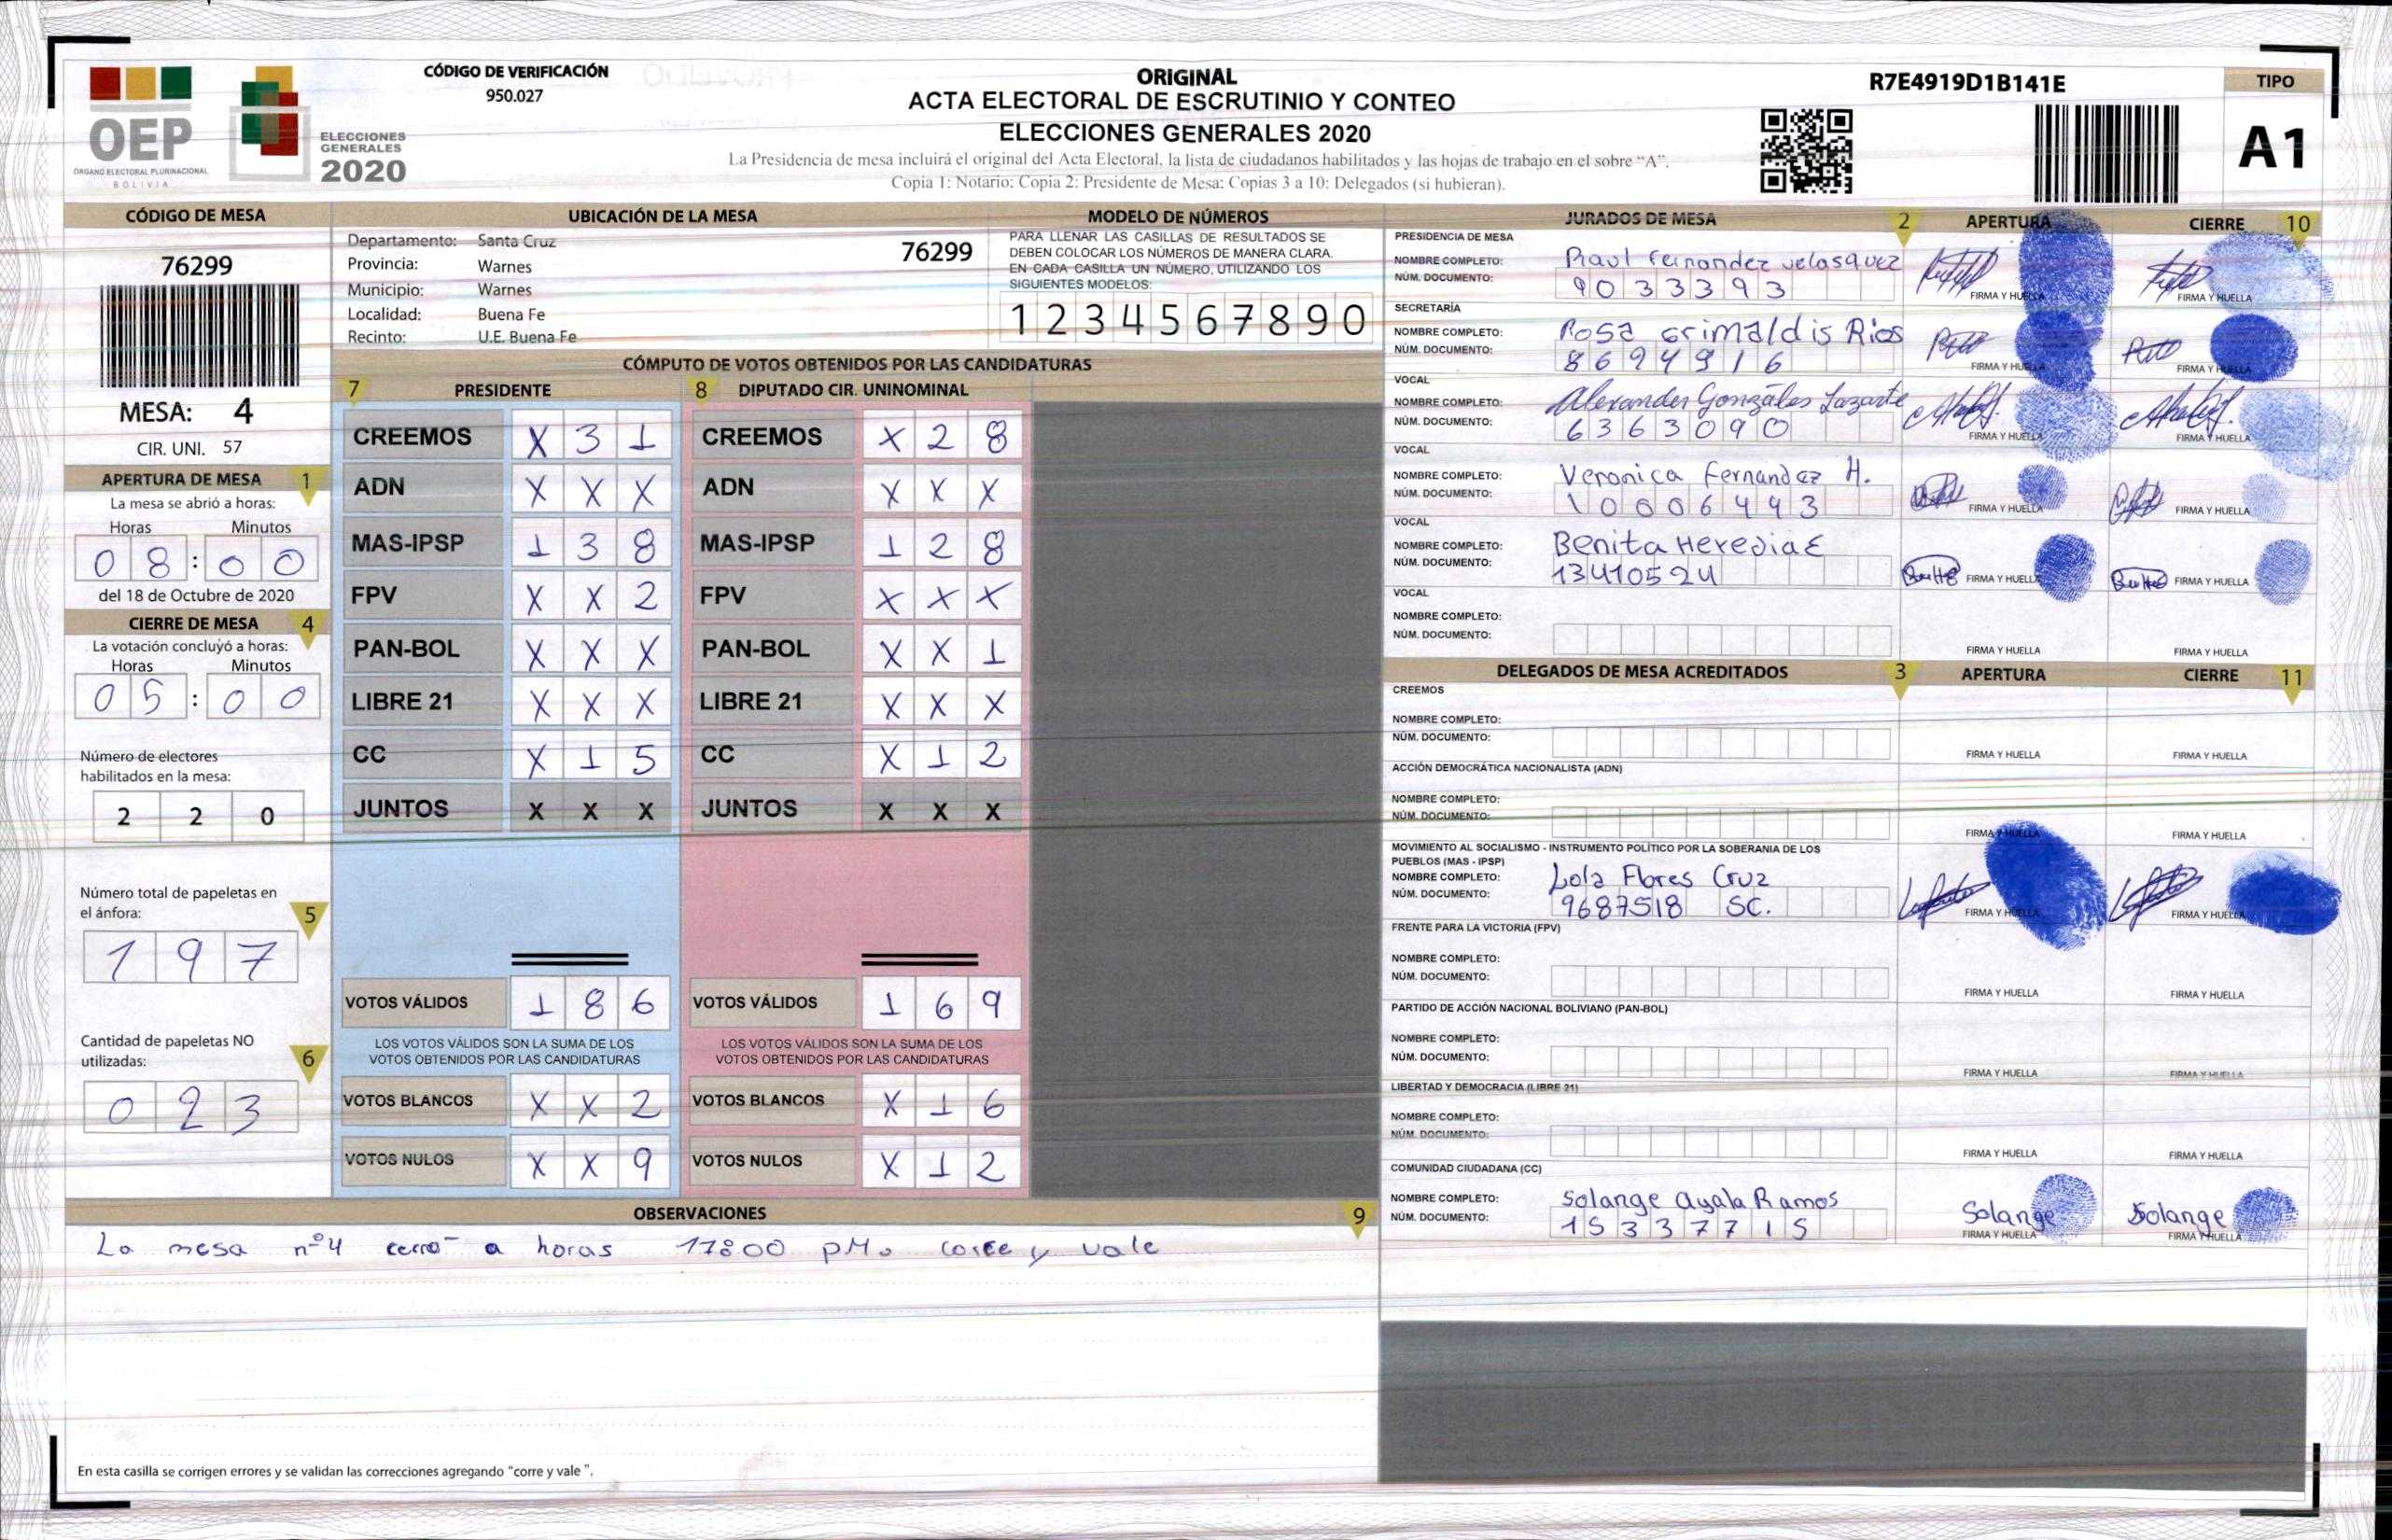 OEP
ÓRGANO ELECTORAL PLURINACIONAL
BOLIVIA
ELECCIONES
GENERALES
2020
CÓDIGO DE VERIFICACIÓN
950.027
ORIGINAL
ACTA ELECTORAL DE ESCRUTINIO Y CONTEO
ELECCIONES GENERALES 2020
La Presidencia de mesa incluirá el original del Acta Electoral, la lista de ciudadanos habilitados y las hojas de trabajo en el sobre "A".
Copia 1: Notario: Copia 2: Presidente de Mesa: Copias 3 a 10: Delegados (si hubieran).
R7E4919D1B141E
TIPO
A1
CÓDIGO DE MESA
76299
MESA: 4
CIR. UNI. 57
APERTURA DE MESA 1
La mesa se abrió a horas:
Horas Minutos
0 8 : 0 0
del 18 de Octubre de 2020
CIERRE DE MESA 4
La votación concluyó a horas:
Horas Minutos
0 5 : 0 0
Número de electores
habilitados en la mesa:
2 2 0
Número total de papeletas en
el ánfora: 5
1 9 7
Cantidad de papeletas NO
utilizadas: 6
0 2 3
UBICACIÓN DE LA MESA
Departamento: Santa Cruz 76299
Provincia: Warnes
Municipio: Warnes
Localidad: Buena Fe
Recinto: U.E. Buena Fe
MODELO DE NÚMEROS
PARA LLENAR LAS CASILLAS DE RESULTADOS SE
DEBEN COLOCAR LOS NÚMEROS DE MANERA CLARA.
EN CADA CASILLA UN NÚMERO, UTILIZANDO LOS
SIGUIENTES MODELOS:
1 2 3 4 5 6 7 8 9 0
CÓMPUTO DE VOTOS OBTENIDOS POR LAS CANDIDATURAS
7 PRESIDENTE 8 DIPUTADO CIR. UNINOMINAL
CREEMOS X 3 1 CREEMOS X 2 8
ADN X X X ADN X X X
MAS-IPSP 1 3 8 MAS-IPSP 1 2 8
FPV X X 2 FPV X X X
PAN-BOL X X X PAN-BOL X X 1
LIBRE 21 X X X LIBRE 21 X X X
CC X 1 5 CC X 1 2
JUNTOS X X X JUNTOS X X X
VOTOS VÁLIDOS 1 8 6 VOTOS VÁLIDOS 1 6 9
LOS VOTOS VÁLIDOS SON LA SUMA DE LOS LOS VOTOS VÁLIDOS SON LA SUMA DE LOS
VOTOS OBTENIDOS POR LAS CANDIDATURAS VOTOS OBTENIDOS POR LAS CANDIDATURAS
VOTOS BLANCOS X X 2 VOTOS BLANCOS X 1 6
VOTOS NULOS X X 9 VOTOS NULOS X 1 2
OBSERVACIONES 9
La mesa nº4 cerro a horas 17:00 pM. corre y vale
En esta casilla se corrigen errores y se validan las correcciones agregando "corre y vale ".
JURADOS DE MESA 2 APERTURA CIERRE 10
PRESIDENCIA DE MESA
NOMBRE COMPLETO: Raul Fernandez Velasquez
NÚM. DOCUMENTO: 9033393 FIRMA Y HUELLA FIRMA Y HUELLA
SECRETARÍA
NOMBRE COMPLETO: Rosa Grimaldis Rios
NÚM. DOCUMENTO: 8694916 FIRMA Y HUELLA FIRMA Y HUELLA
VOCAL
NOMBRE COMPLETO: Alexander Gonzáles Lazarte
NÚM. DOCUMENTO: 6363090 FIRMA Y HUELLA FIRMA Y HUELLA
VOCAL
NOMBRE COMPLETO: Veronica Fernandez H.
NÚM. DOCUMENTO: 10006493 FIRMA Y HUELLA FIRMA Y HUELLA
VOCAL
NOMBRE COMPLETO: Benita Heredia E
NÚM. DOCUMENTO: 13410524 FIRMA Y HUELLA FIRMA Y HUELLA
VOCAL
NOMBRE COMPLETO:
NÚM. DOCUMENTO: FIRMA Y HUELLA FIRMA Y HUELLA
DELEGADOS DE MESA ACREDITADOS 3 APERTURA CIERRE 11
CREEMOS
NOMBRE COMPLETO:
NÚM. DOCUMENTO: FIRMA Y HUELLA FIRMA Y HUELLA
ACCIÓN DEMOCRÁTICA NACIONALISTA (ADN)
NOMBRE COMPLETO:
NÚM. DOCUMENTO: FIRMA Y HUELLA FIRMA Y HUELLA
MOVIMIENTO AL SOCIALISMO - INSTRUMENTO POLÍTICO POR LA SOBERANIA DE LOS
PUEBLOS (MAS - IPSP)
NOMBRE COMPLETO: Lola Flores Cruz
NÚM. DOCUMENTO: 9687518 SC. FIRMA Y HUELLA FIRMA Y HUELLA
FRENTE PARA LA VICTORIA (FPV)
NOMBRE COMPLETO:
NÚM. DOCUMENTO: FIRMA Y HUELLA FIRMA Y HUELLA
PARTIDO DE ACCIÓN NACIONAL BOLIVIANO (PAN-BOL)
NOMBRE COMPLETO:
NÚM. DOCUMENTO: FIRMA Y HUELLA FIRMA Y HUELLA
LIBERTAD Y DEMOCRACIA (LIBRE 21)
NOMBRE COMPLETO:
NÚM. DOCUMENTO: FIRMA Y HUELLA FIRMA Y HUELLA
COMUNIDAD CIUDADANA (CC)
NOMBRE COMPLETO: Solange Ayala Ramos Solange Solange
NÚM. DOCUMENTO: 15337715 FIRMA Y HUELLA FIRMA Y HUELLA